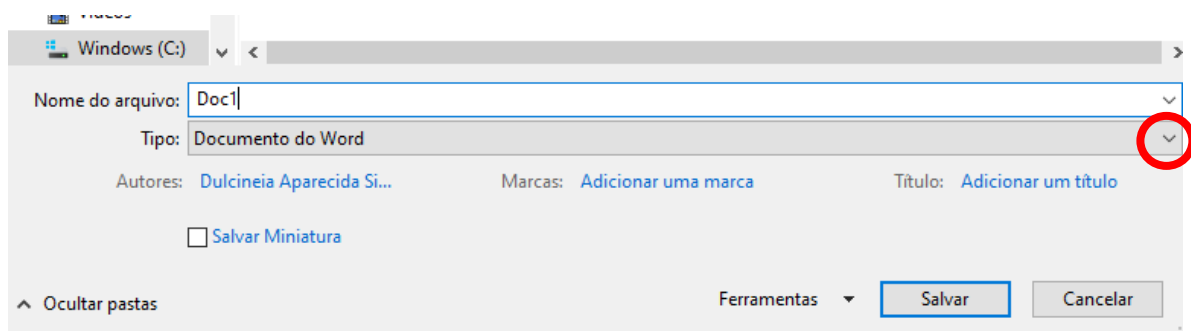 Windows (C:)
Nome do arquivo: Doc1
Tipo: Documento do Word
Autores: Dulcineia Aparecida Si... Marcas: Adicionar uma marca Título: Adicionar um título
Salvar Miniatura
Ocultar pastas Ferramentas Salvar Cancelar